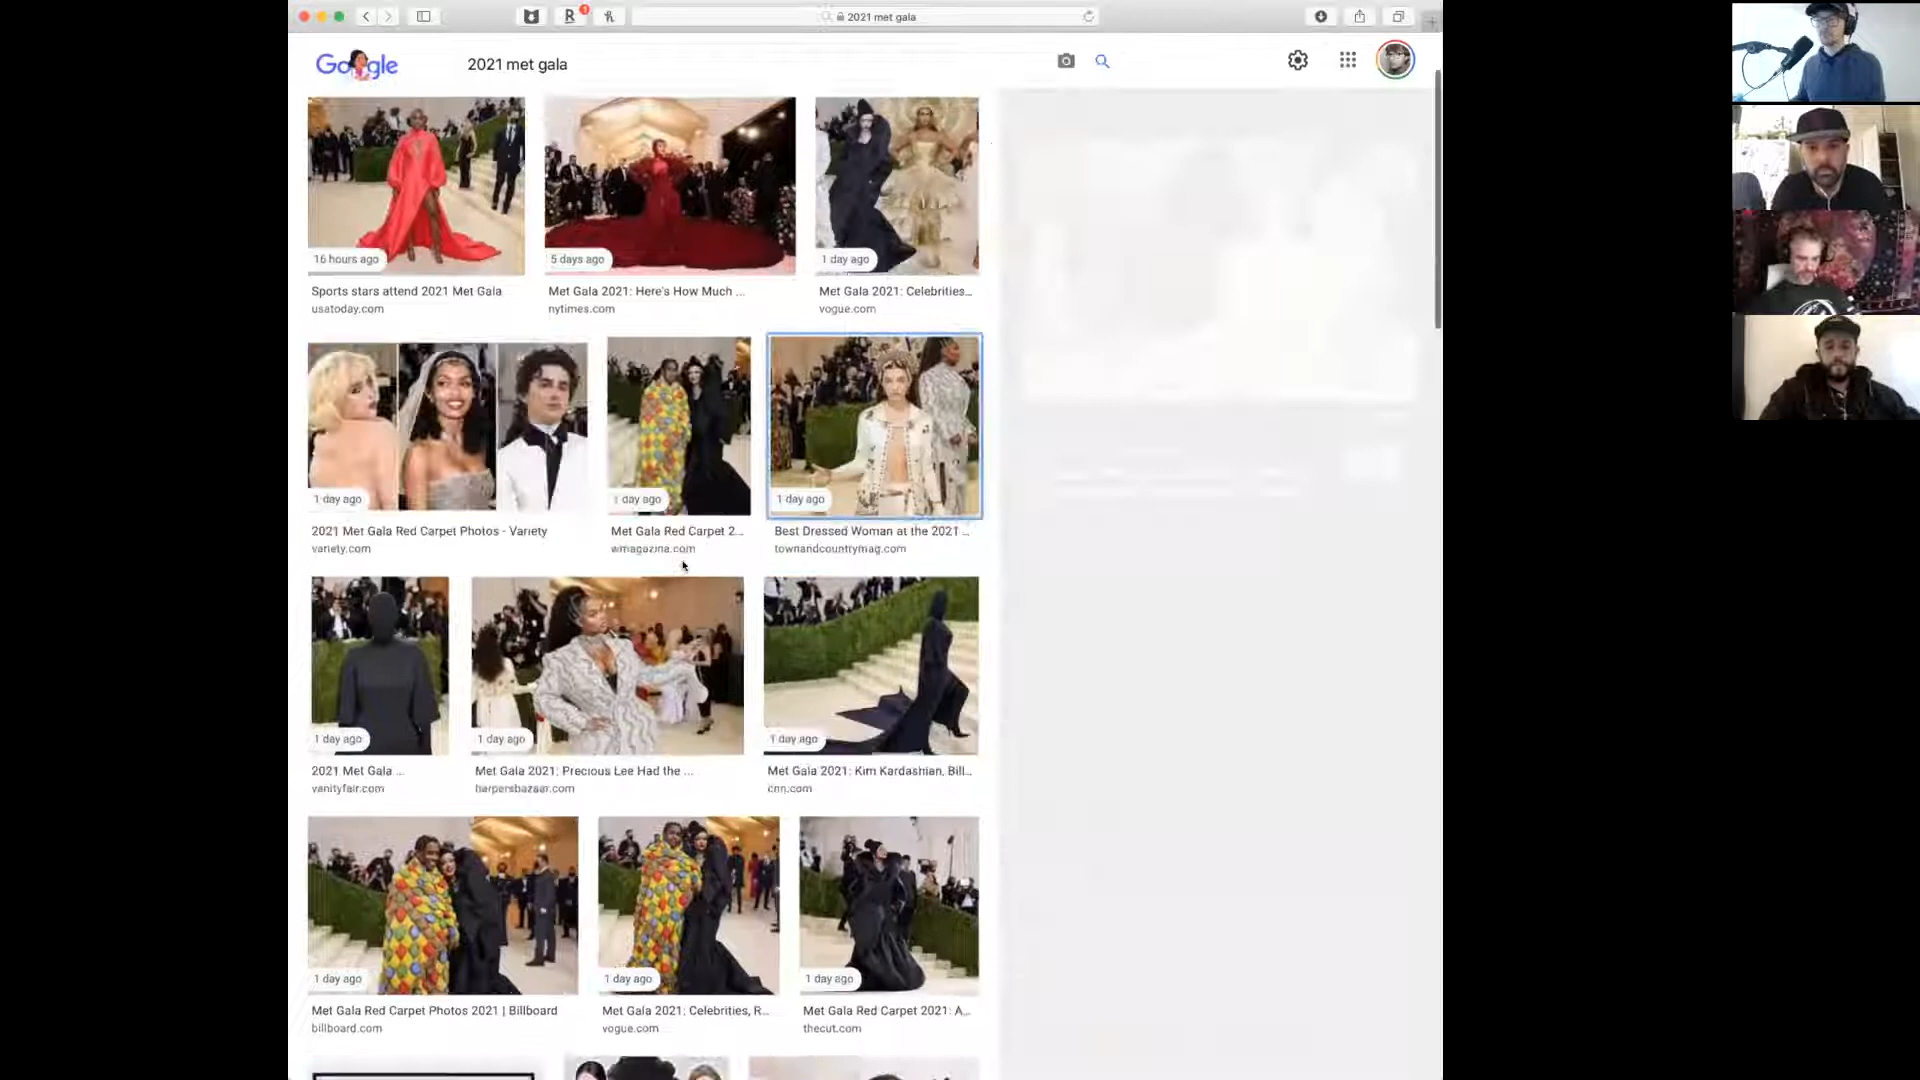 2021 met gala
R
1
Google
2021 met gala
16 hours ago
5 days ago
1 day ago
Sports stars attend 2021 Met Gala
Met Gala 2021: Here's How Much ...
Met Gala 2021: Celebrities...
usatoday.com
nytimes.com
vogue.com
1 day ago
1 day ago
1 day ago
2021 Met Gala Red Carpet Photos - Variety
Met Gala Red Carpet 2...
Best Dressed Woman at the 2021 ...
variety.com
wmagazine.com
townandcountrymag.com
1 day ago
1 day ago
1 day ago
2021 Met Gala ...
Met Gala 2021: Precious Lee Had the ...
Met Gala 2021: Kim Kardashian, Bill...
vanityfair.com
harpersbazaar.com
cnn.com
1 day ago
1 day ago
1 day ago
Met Gala Red Carpet Photos 2021 | Billboard
Met Gala 2021: Celebrities, R...
Met Gala Red Carpet 2021: A...
billboard.com
vogue.com
thecut.com